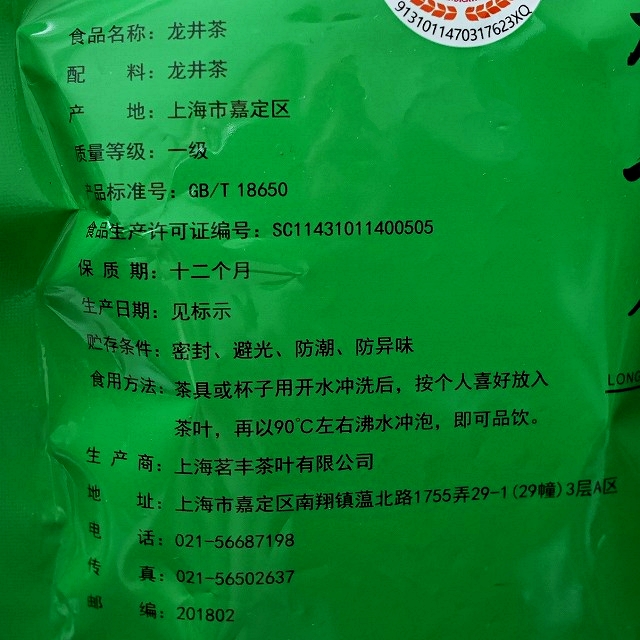 9131011470317623XQ
食品名称：龙井茶
配　　料：龙井茶
产　　地：上海市嘉定区
质量等级：一级
产品标准号：GB/T 18650
食品生产许可证编号：SC11431011400505
保 质 期：十二个月
生产日期：见标示
贮存条件：密封、避光、防潮、防异味
食用方法：茶具或杯子用开水冲洗后，按个人喜好放入
茶叶，再以90℃左右沸水冲泡，即可品饮。
生 产 商：上海茗丰茶叶有限公司
地　　址：上海市嘉定区南翔镇蕰北路1755弄29-1(29幢)3层A区
电　　话：021-56687198
传　　真：021-56502637
邮　　编：201802
LONG